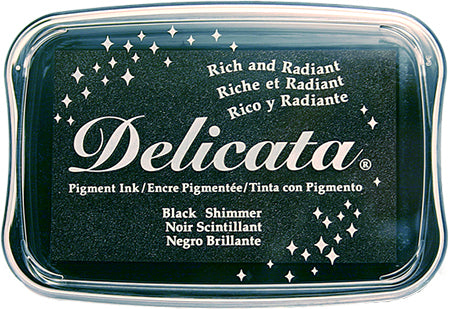 Rich and Radiant
Riche et Radiant
Rico y Radiante
Delicata®
Pigment Ink/Encre Pigmentée/Tinta con Pigmento
Black Shimmer
Noir Scintillant
Negro Brillante